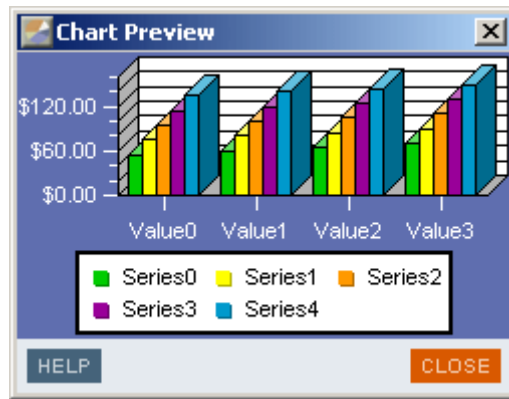 Chart Preview
$120.00
$60.00
$0.00
Value0 Value1 Value2 Value3
Series0 Series1 Series2
Series3 Series4
HELP CLOSE